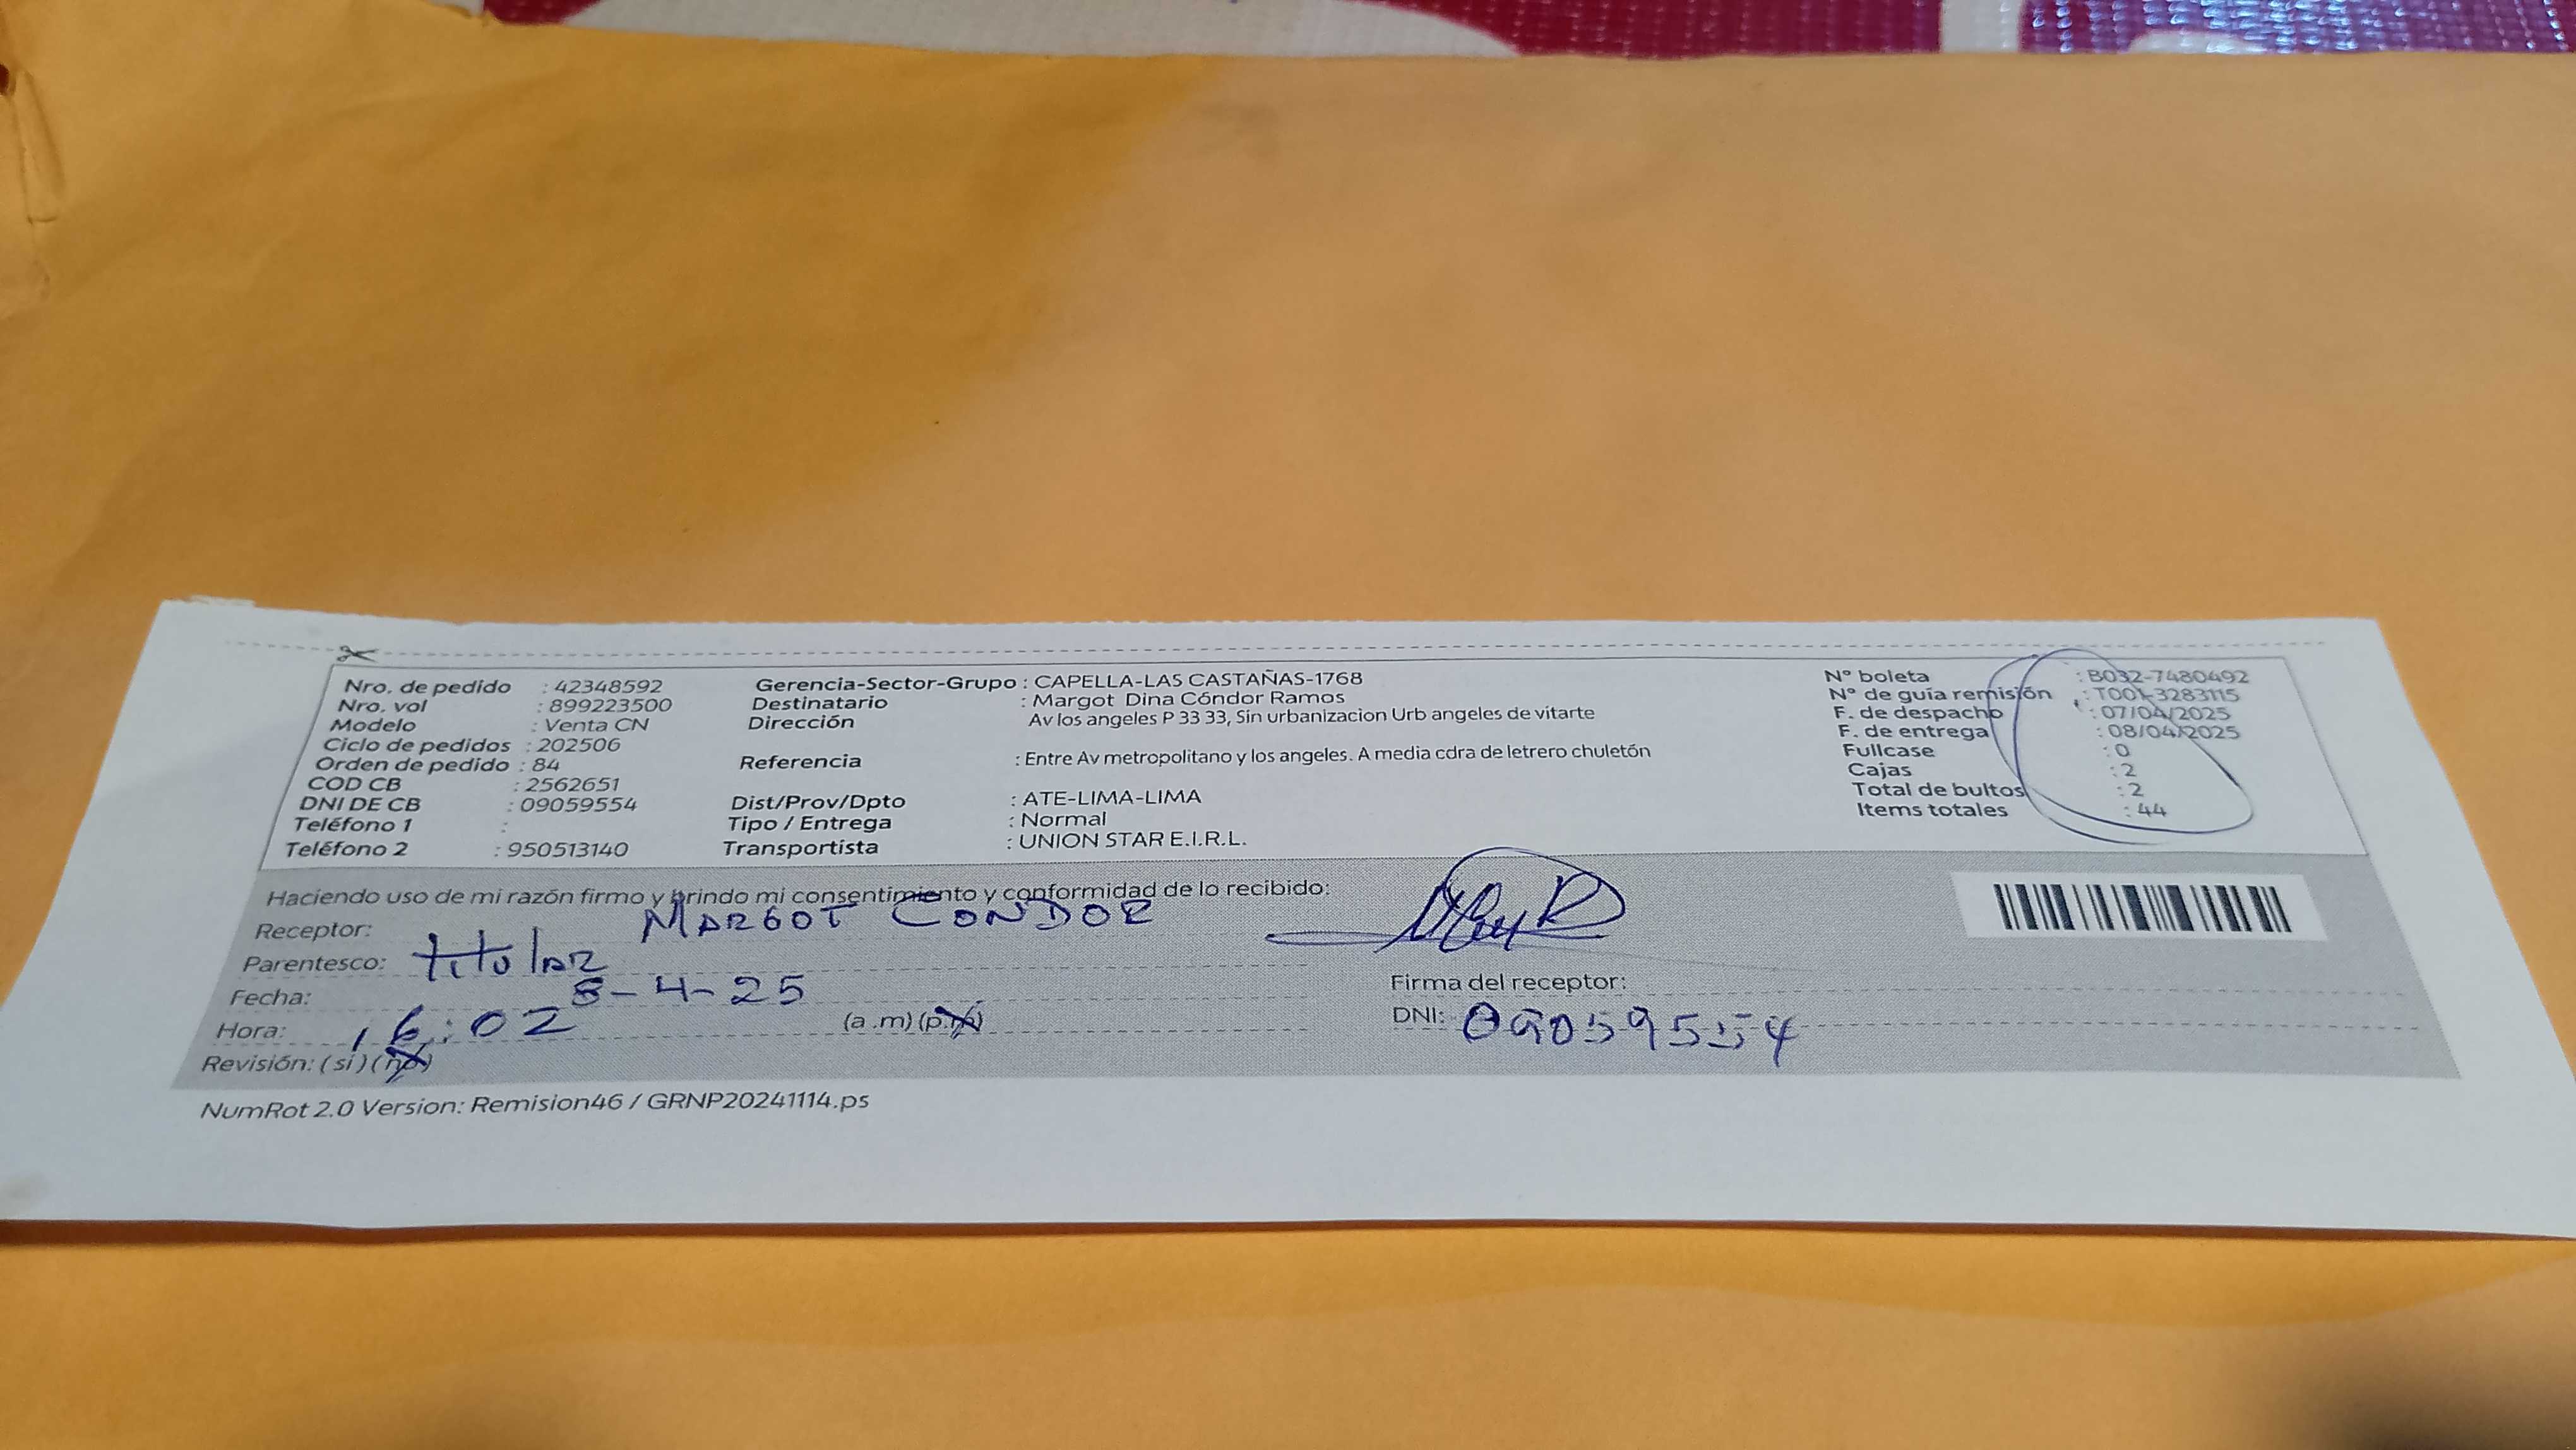 Nro. de pedido : 42348592
Nro. vol : 899223500
Modelo : Venta CN
Ciclo de pedidos : 202506
Orden de pedido : 84
COD CB : 2562651
DNI DE CB : 09059554
Teléfono 1 :
Teléfono 2 : 950513140
Gerencia-Sector-Grupo : CAPELLA-LAS CASTAÑAS-1768
Destinatario : Margot Dina Cóndor Ramos
Dirección Av los angeles P 33 33, Sin urbanizacion Urb angeles de vitarte
Referencia : Entre Av metropolitano y los angeles. A media cdra de letrero chuletón
Dist/Prov/Dpto : ATE-LIMA-LIMA
Tipo / Entrega : Normal
Transportista : UNION STAR E.I.R.L.
N° boleta : B032-7480492
N° de guía remisión : T001-3283115
F. de despacho : 07/04/2025
F. de entrega : 08/04/2025
Fullcase : 0
Cajas : 2
Total de bultos : 2
Items totales : 44
Haciendo uso de mi razón firmo y brindo mi consentimiento y conformidad de lo recibido:
Receptor: MARGOT CONDOR
Parentesco: titular
Fecha: 8-4-25
Hora: 16:02 (a .m) (p.m)
Revisión: ( si ) ( no )
Firma del receptor:
DNI: 09059554
NumRot 2.0 Version: Remision46 / GRNP20241114.ps